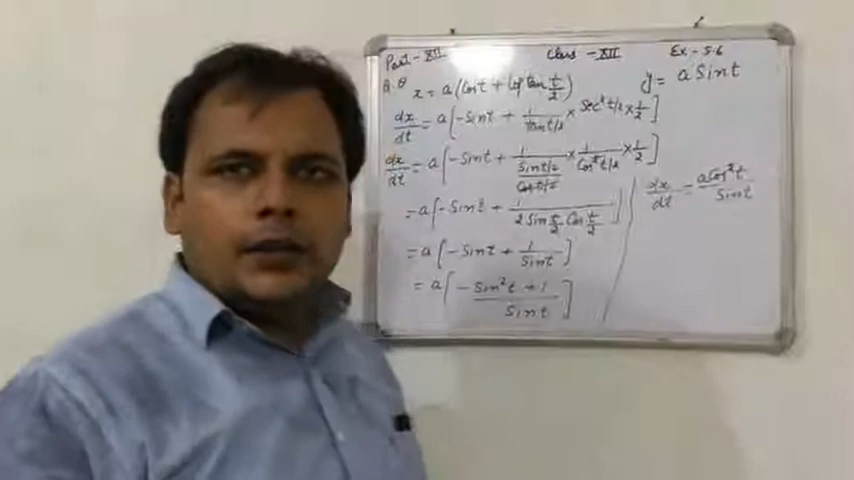 Part-XII Class-XII Ex-5.6
Q.8 x = a(Cost + log tan t/2) y = a Sint
dx/dt = a[-Sint + 1/tan t/2 × Sec² t/2 × 1/2]
dx/dt = a[-Sint + 1/(Sin t/2 / Cos t/2) × 1/Cos² t/2 × 1/2]
= a[-Sint + 1/(2 Sin t/2 Cos t/2)]
= a[-Sint + 1/Sint]
= a[(-Sin²t + 1)/Sint]
dx/dt = aCos²t/Sint